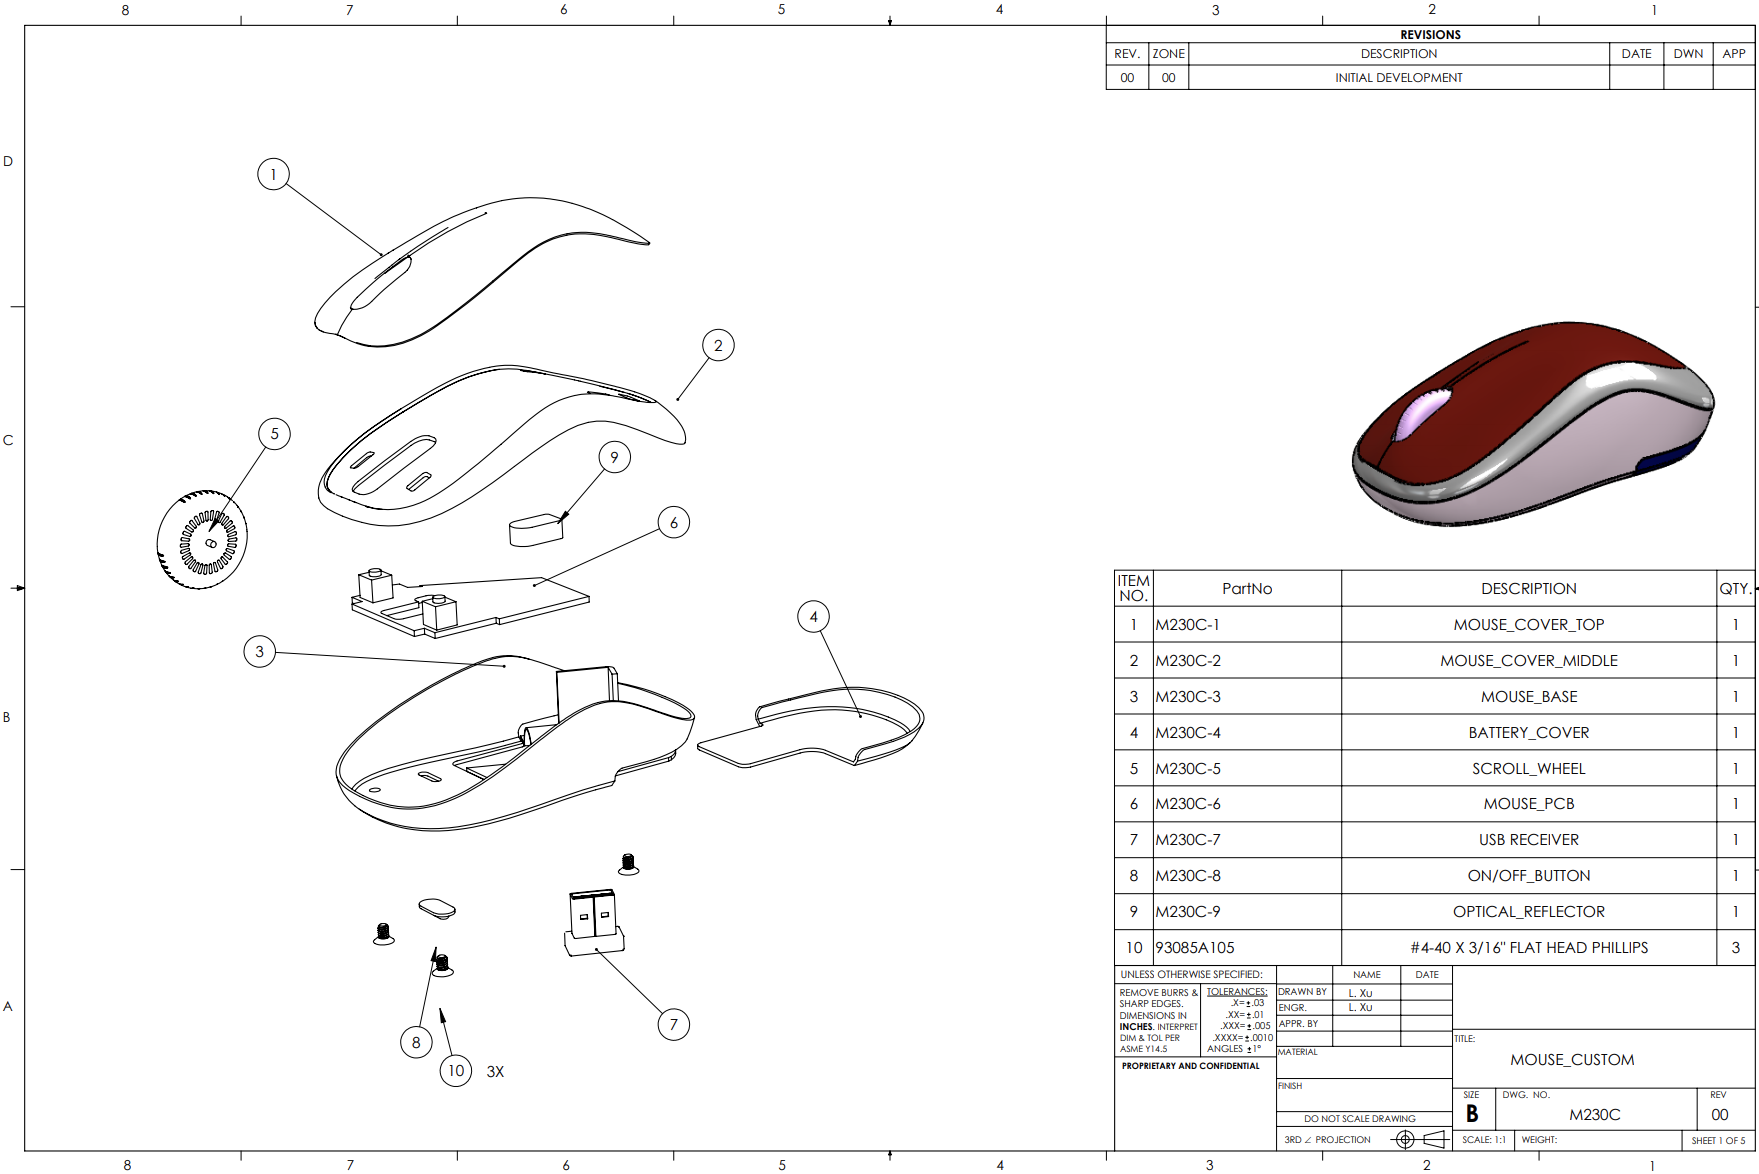 8 7 6 5 4 3 2 1
REVISIONS
REV. ZONE DESCRIPTION DATE DWN APP
00 00 INITIAL DEVELOPMENT
D
1
2
C
5
9
6
4
3
B
A
7
8
10 3X
ITEM NO. PartNo DESCRIPTION QTY.
1 M230C-1 MOUSE_COVER_TOP 1
2 M230C-2 MOUSE_COVER_MIDDLE 1
3 M230C-3 MOUSE_BASE 1
4 M230C-4 BATTERY_COVER 1
5 M230C-5 SCROLL_WHEEL 1
6 M230C-6 MOUSE_PCB 1
7 M230C-7 USB RECEIVER 1
8 M230C-8 ON/OFF_BUTTON 1
9 M230C-9 OPTICAL_REFLECTOR 1
10 93085A105 #4-40 X 3/16" FLAT HEAD PHILLIPS 3
UNLESS OTHERWISE SPECIFIED:
REMOVE BURRS &
SHARP EDGES.
DIMENSIONS IN
INCHES. INTERPRET
DIM & TOL PER
ASME Y14.5
TOLERANCES:
.X=±.03
.XX=±.01
.XXX=±.005
.XXXX=±.0010
ANGLES ±1°
PROPRIETARY AND CONFIDENTIAL
NAME DATE
DRAWN BY L. Xu
ENGR. L. Xu
APPR. BY
MATERIAL
FINISH
DO NOT SCALE DRAWING
3RD ∠ PROJECTION
TITLE:
MOUSE_CUSTOM
SIZE DWG. NO. REV
B M230C 00
SCALE: 1:1 WEIGHT: SHEET 1 OF 5
8 7 6 5 4 3 2 1